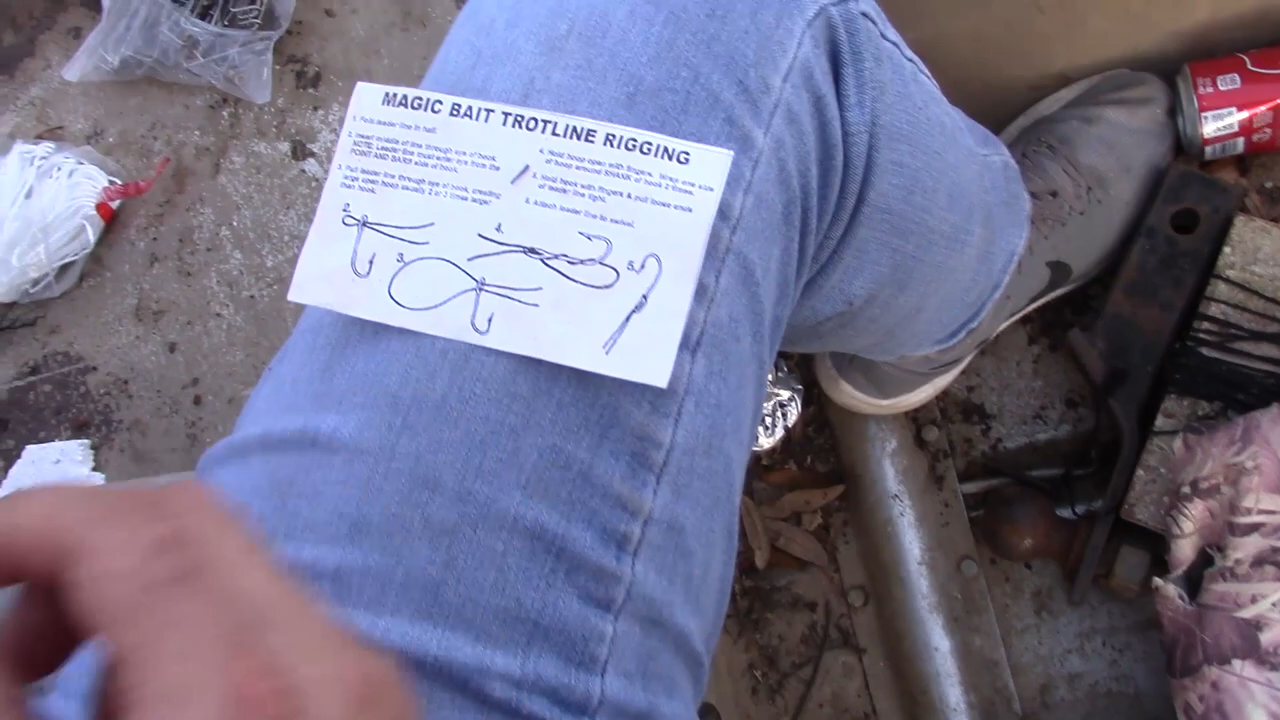 MAGIC BAIT TROTLINE RIGGING
1. Fold leader line in half.
2. Insert middle of line through eye of hook.
NOTE: Leader line must enter eye from the
POINT AND BARB side of hook.
3. Pull leader line through eye of hook, creating
large open hoop usually 2 or 3 times larger
than hook.
4. Hold hoop open with fingers. Wrap one side
of hoop around SHANK of hook 2 times.
5. Hold hook with fingers & pull loose ends
of leader line tight.
6. Attach leader line to swivel.
2.
3.
4.
5.